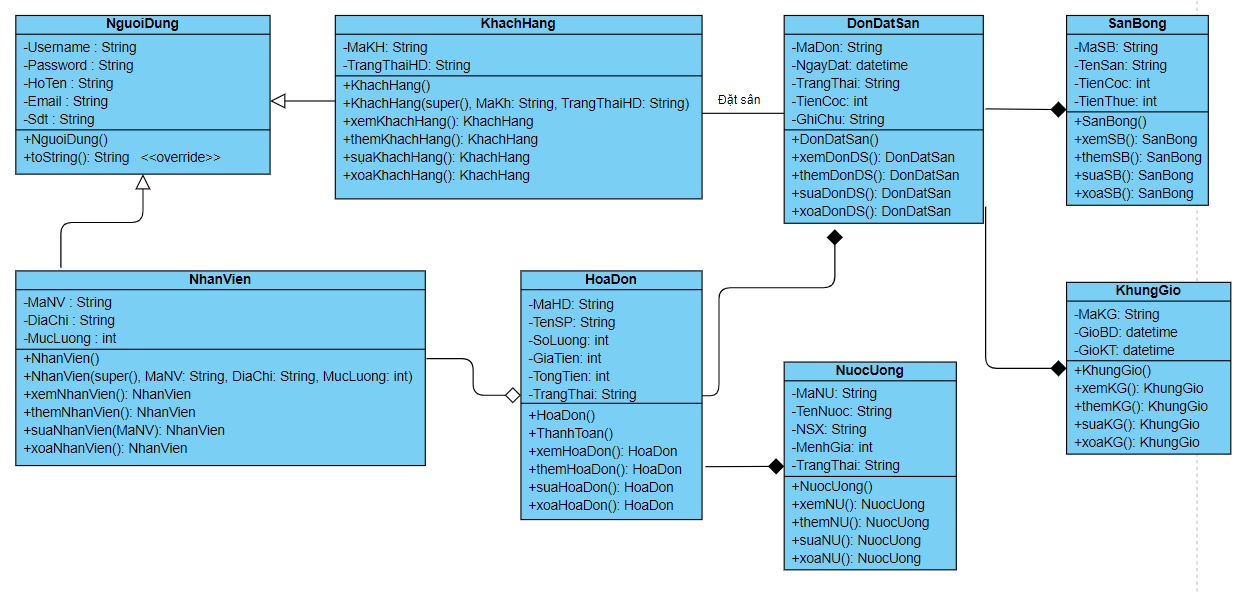 NguoiDung
-Username : String
-Password : String
-HoTen : String
-Email : String
-Sdt : String
+NguoiDung()
+toString(): String <<override>>
KhachHang
-MaKH: String
-TrangThaiHD: String
+KhachHang()
+KhachHang(super(), MaKh: String, TrangThaiHD: String)
+xemKhachHang(): KhachHang
+themKhachHang(): KhachHang
+sụaKhachHang(): KhachHang
+xoaKhachHang(): KhachHang
Đặt sân
DonDatSan
-MaDon: String
-NgayDat: datetime
-TrangThai: String
-TienCoc: int
-GhiChu: String
+DonDatSan()
+xemDonDS(): DonDatSan
+themDonDS(): DonDatSan
+suaDonDS(): DonDatSan
+xoaDonDS(): DonDatSan
SanBong
-MaSB: String
-TenSan: String
-TienCoc: int
-TienThue: int
+SanBong()
+xemSB(): SanBong
+themSB(): SanBong
+suaSB(): SanBong
+xoaSB(): SanBong
NhanVien
-MaNV : String
-DiaChi : String
-MucLuong : int
+NhanVien()
+NhanVien(super(), MaNV: String, DiaChi: String, MucLuong: int)
+xemNhanVien(): NhanVien
+themNhanVien(): NhanVien
+suaNhanVien(MaNV): NhanVien
+xoaNhanVien(): NhanVien
HoaDon
-MaHD: String
-TenSP: String
-SoLuong: int
-GiaTien: int
-TongTien: int
-TrangThai: String
+HoaDon()
+ThanhToan()
+xemHoaDon(): HoaDon
+themHoaDon(): HoaDon
+suaHoaDon(): HoaDon
+xoaHoaDon(): HoaDon
NuocUong
-MaNU: String
-TenNuoc: String
-NSX: String
-MenhGia: int
-TrangThai: String
+NuocUong()
+xemNU(): NuocUong
+themNU(): NuocUong
+suaNU(): NuocUong
+xoaNU(): NuocUong
KhungGio
-MaKG: String
-GioBD: datetime
-GioKT: datetime
+KhungGio()
+xemKG(): KhungGio
+themKG(): KhungGio
+suaKG(): KhungGio
+xoaKG(): KhungGio